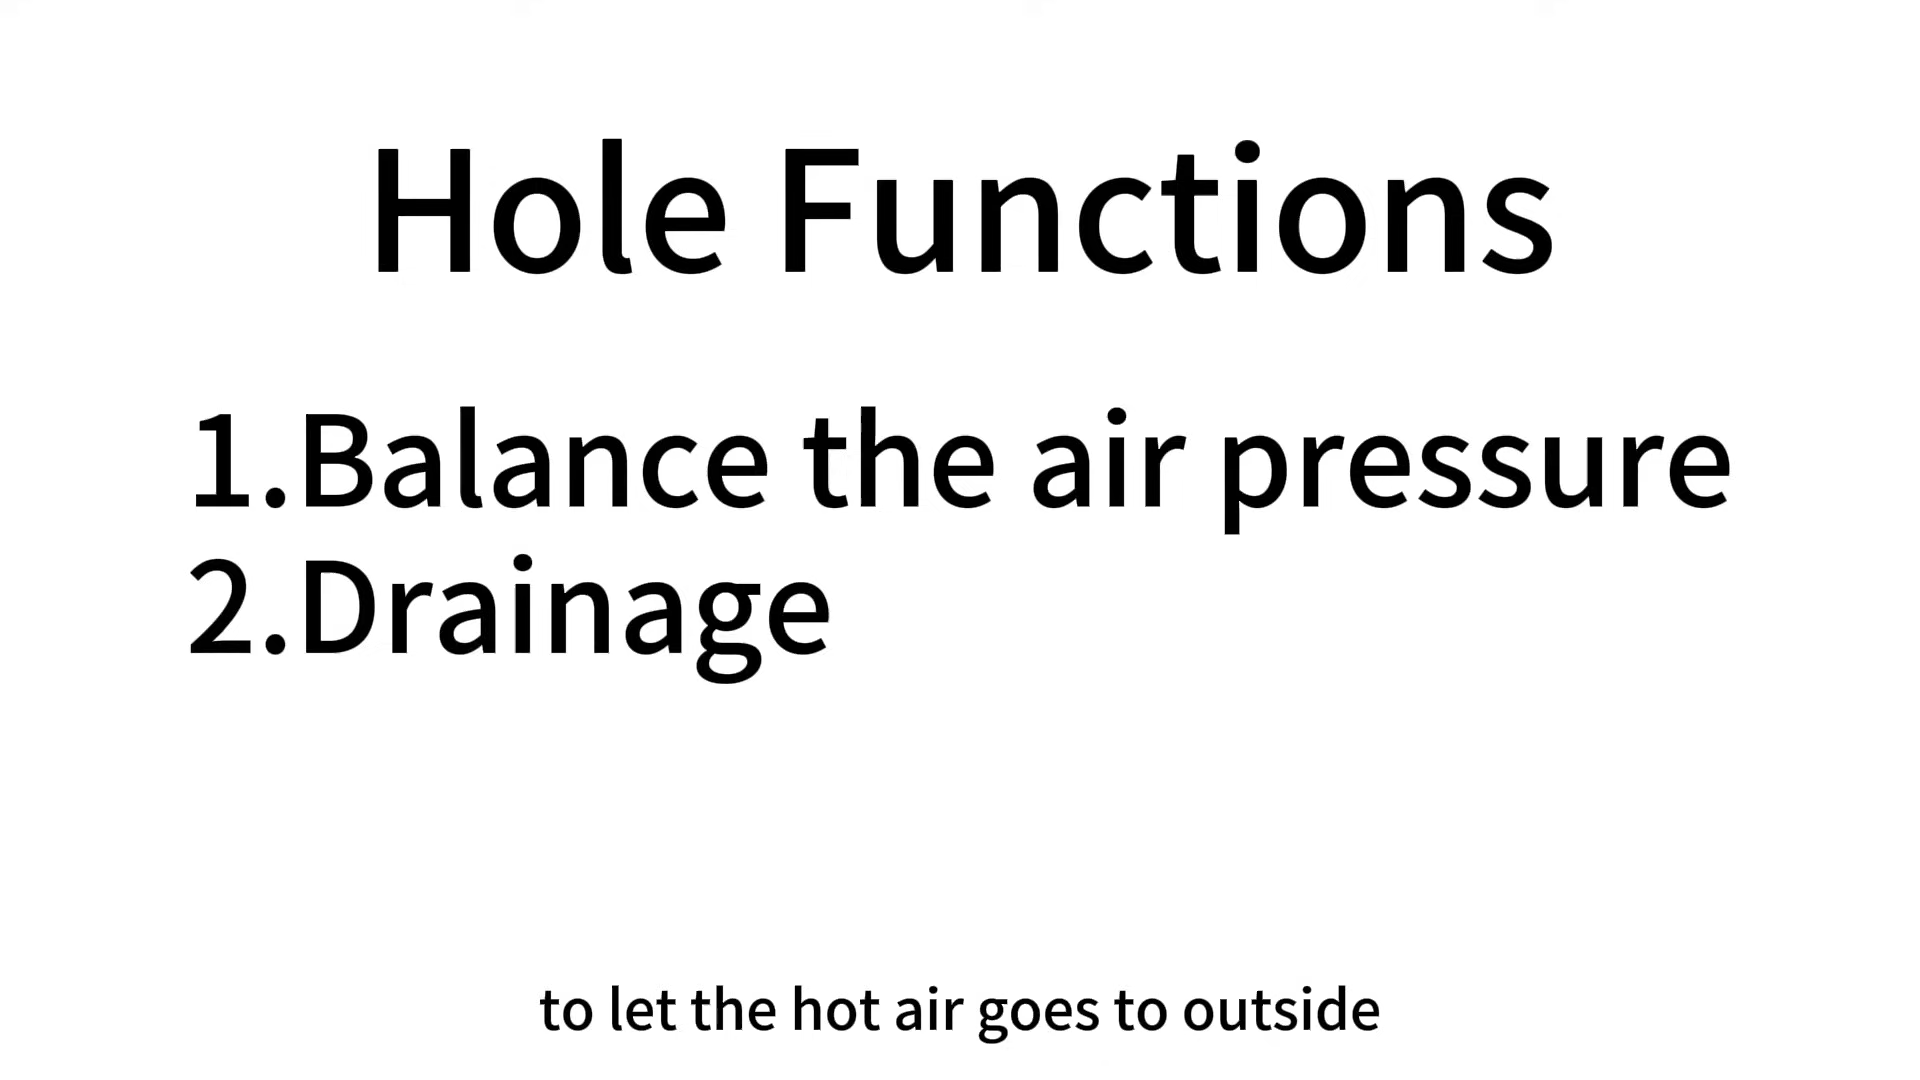 Hole Functions
1.Balance the air pressure
2.Drainage
to let the hot air goes to outside